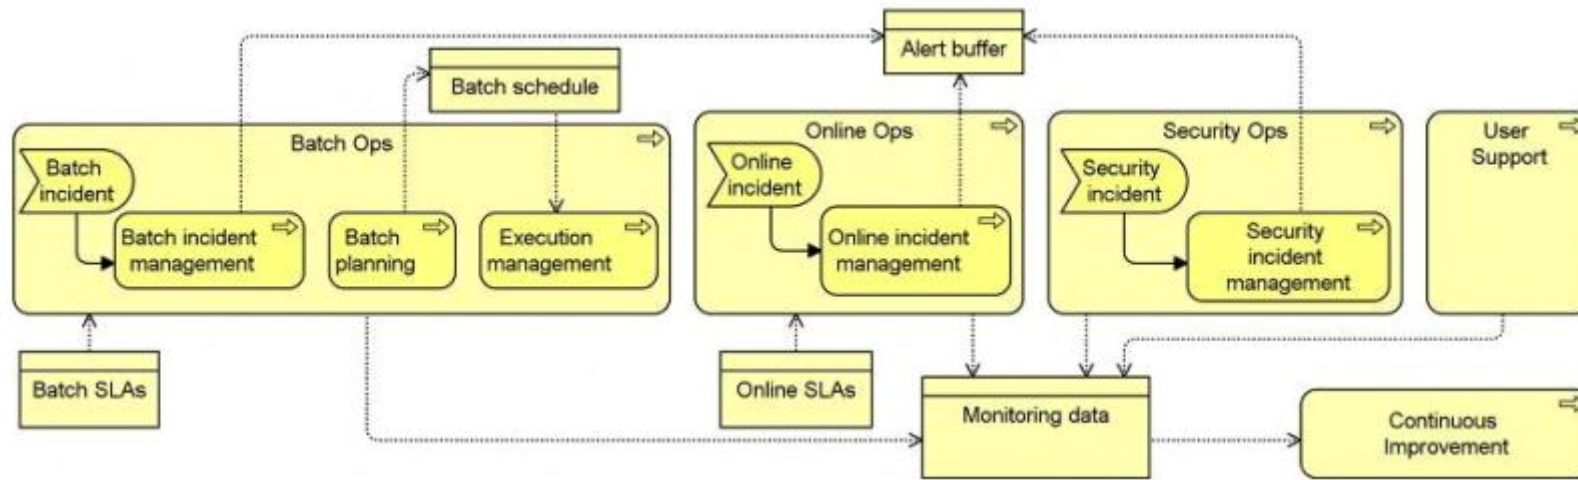 Alert buffer
Batch schedule
Batch Ops
Batch
incident
Batch incident
management
Batch
planning
Execution
management
Online Ops
Online
incident
Online incident
management
Security Ops
Security
incident
Security
incident
management
User
Support
Batch SLAs
Online SLAs
Monitoring data
Continuous
Improvement